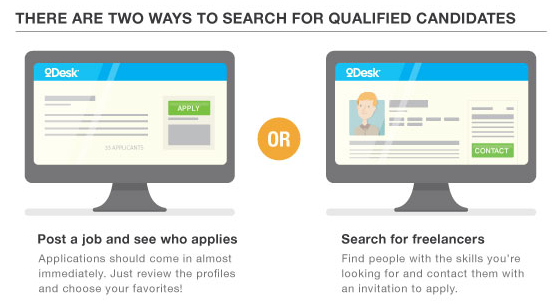 THERE ARE TWO WAYS TO SEARCH FOR QUALIFIED CANDIDATES
oDesk
APPLY
25 APPLICANTS
OR
oDesk
CONTACT
Post a job and see who applies
Applications should come in almost
immediately. Just review the profiles
and choose your favorites!
Search for freelancers
Find people with the skills you're
looking for and contact them with
an invitation to apply.